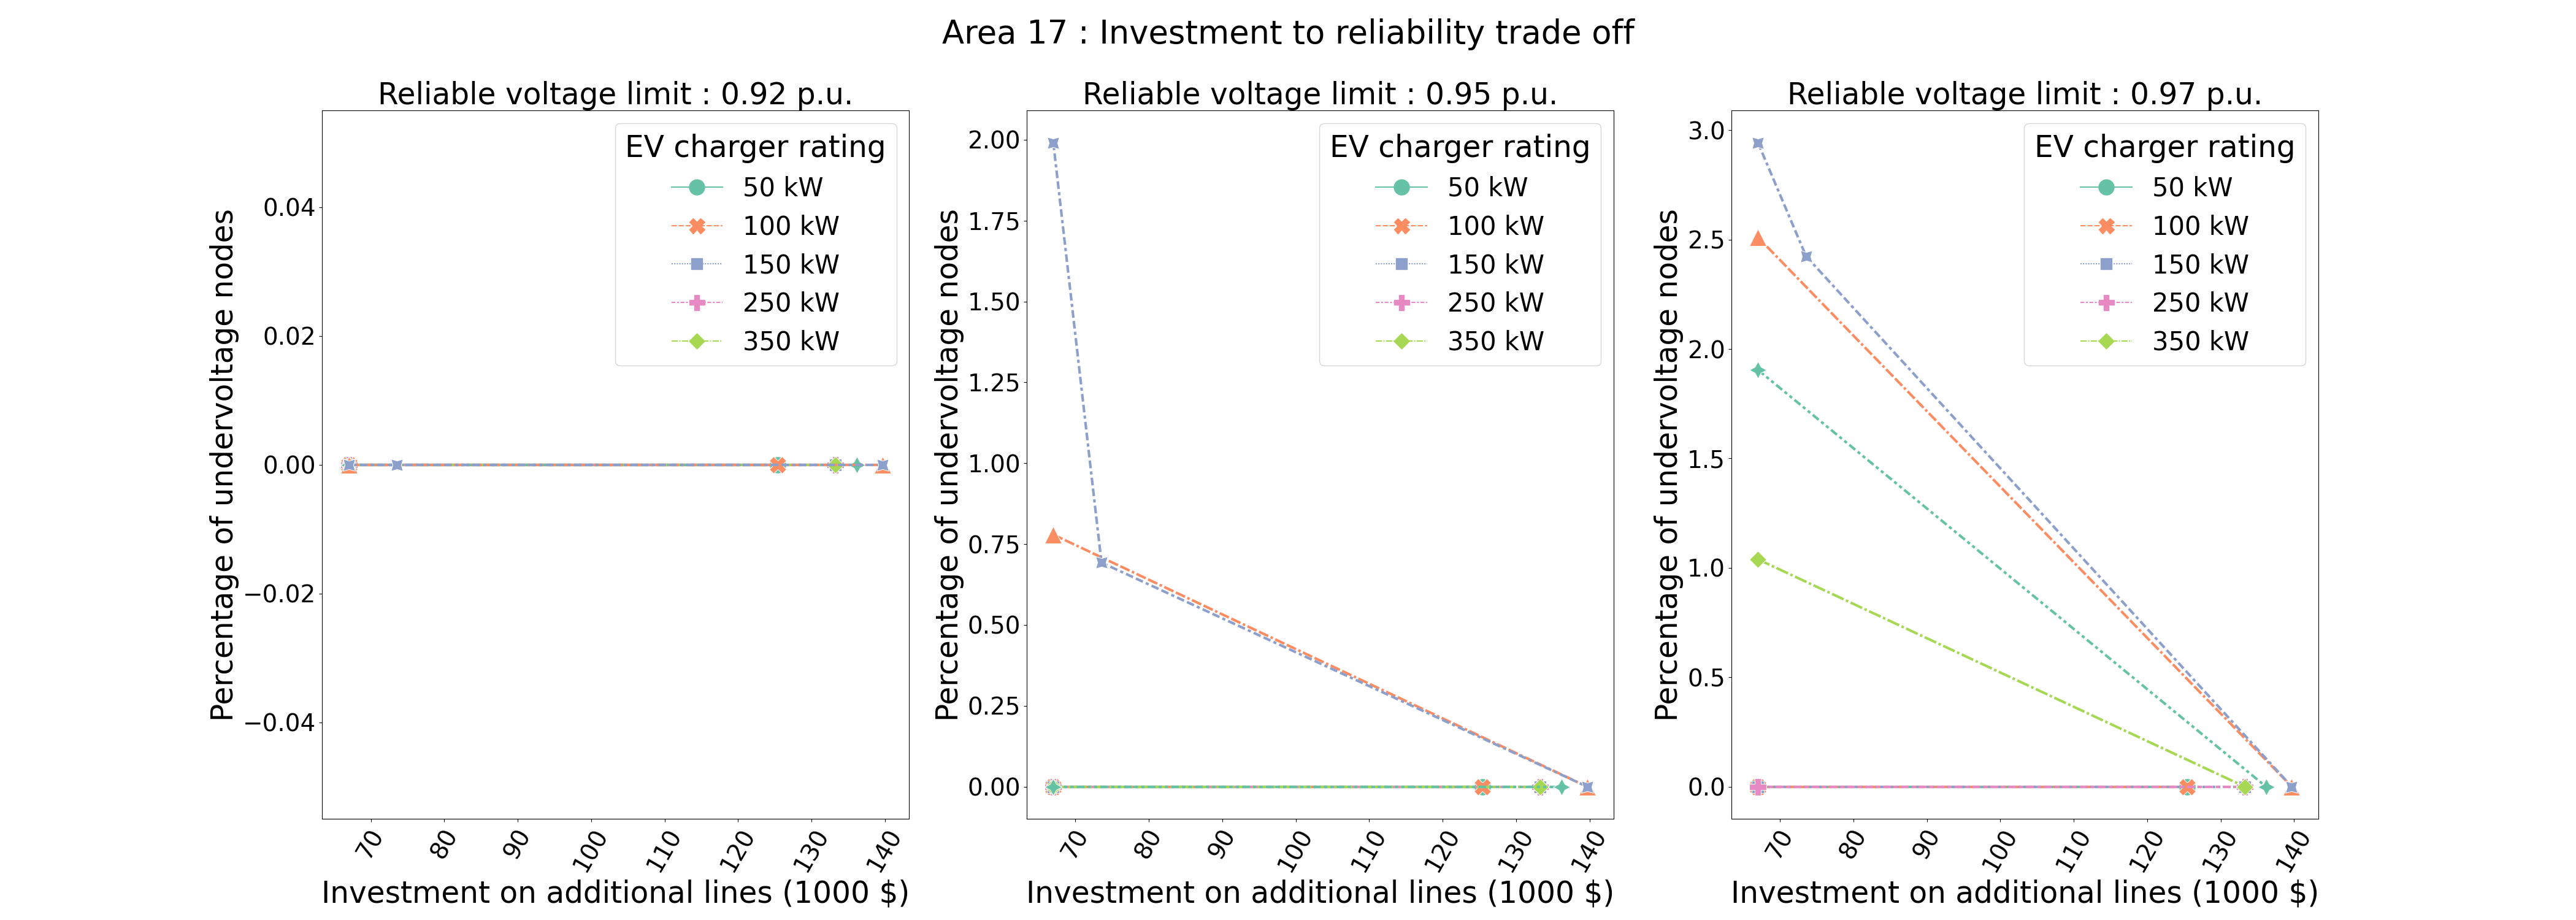 Area 17 : Investment to reliability trade off
Reliable voltage limit : 0.92 p.u.
Percentage of undervoltage nodes
0.04
0.02
0.00
−0.02
−0.04
EV charger rating
50 kW
100 kW
150 kW
250 kW
350 kW
70
80
90
100
110
120
130
140
Investment on additional lines (1000 $)
Reliable voltage limit : 0.95 p.u.
Percentage of undervoltage nodes
2.00
1.75
1.50
1.25
1.00
0.75
0.50
0.25
0.00
EV charger rating
50 kW
100 kW
150 kW
250 kW
350 kW
70
80
90
100
110
120
130
140
Investment on additional lines (1000 $)
Reliable voltage limit : 0.97 p.u.
Percentage of undervoltage nodes
3.0
2.5
2.0
1.5
1.0
0.5
0.0
EV charger rating
50 kW
100 kW
150 kW
250 kW
350 kW
70
80
90
100
110
120
130
140
Investment on additional lines (1000 $)